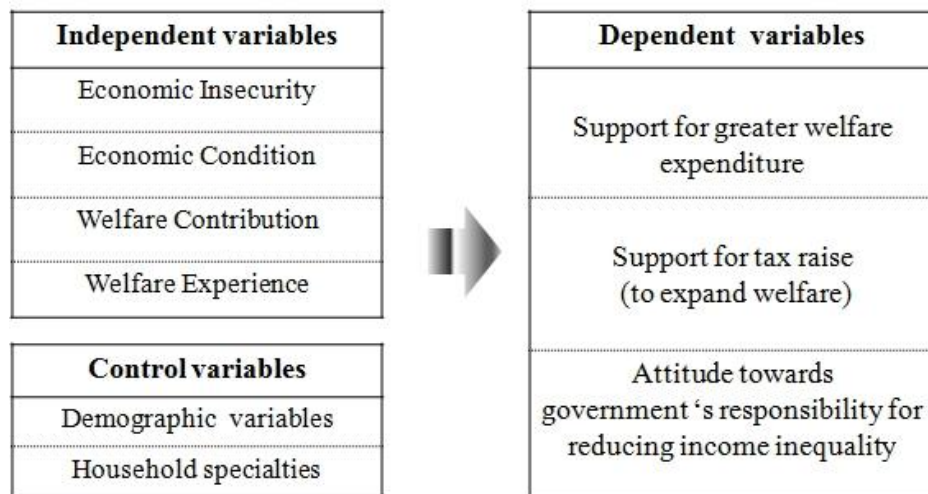 Independent variables
Economic Insecurity
Economic Condition
Welfare Contribution
Welfare Experience
Control variables
Demographic variables
Household specialties
Dependent variables
Support for greater welfare
expenditure
Support for tax raise
(to expand welfare)
Attitude towards
government ‘s responsibility for
reducing income inequality